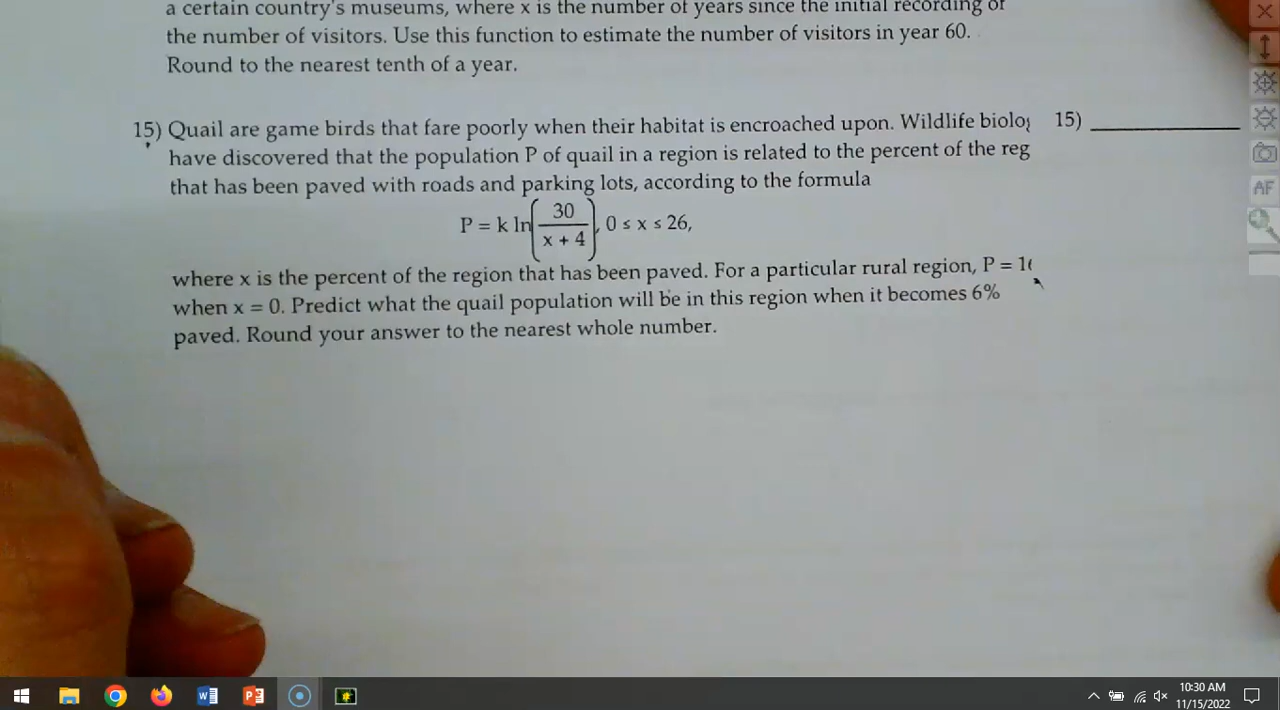 a certain country's museums, where x is the number of years since the initial recording of
the number of visitors. Use this function to estimate the number of visitors in year 60.
Round to the nearest tenth of a year.
15) Quail are game birds that fare poorly when their habitat is encroached upon. Wildlife 15)
have discovered that the population P of quail in a region is related to the percent of the reg
that has been paved with roads and parking lots, according to the formula
P = k ln(30/(x + 4)), 0 ≤ x ≤ 26,
where x is the percent of the region that has been paved. For a particular rural region, P = 1
when x = 0. Predict what the quail population will be in this region when it becomes 6%
paved. Round your answer to the nearest whole number.
AF
10:30 AM
11/15/2022